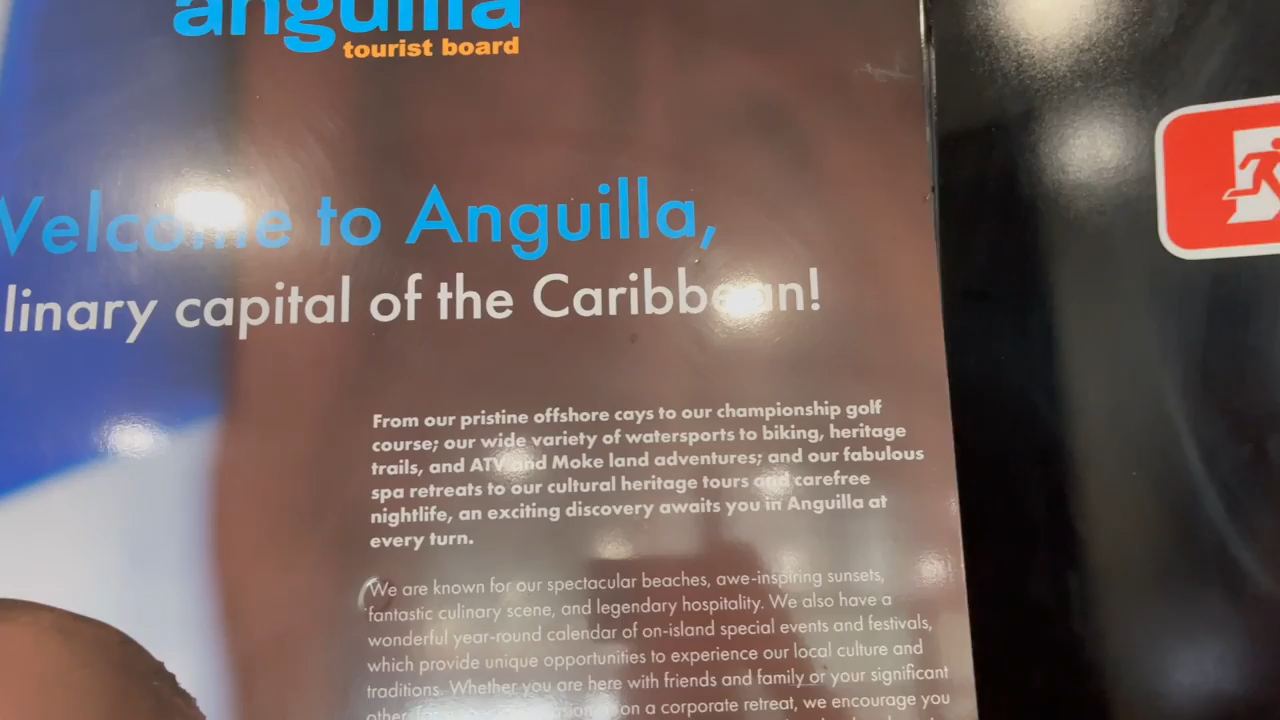 anguilla
tourist board
Welcome to Anguilla,
linary capital of the Caribbean!
From our pristine offshore cays to our championship golf
course; our wide variety of watersports to biking, heritage
trails, and ATV and Moke land adventures; and our fabulous
spa retreats to our cultural heritage tours and carefree
nightlife, an exciting discovery awaits you in Anguilla at
every turn.
We are known for our spectacular beaches, awe-inspiring sunsets,
fantastic culinary scene, and legendary hospitality. We also have a
wonderful year-round calendar of on-island special events and festivals,
which provide unique opportunities to experience our local culture and
traditions. Whether you are here with friends and family or your significant
other on a corporate retreat, we encourage you